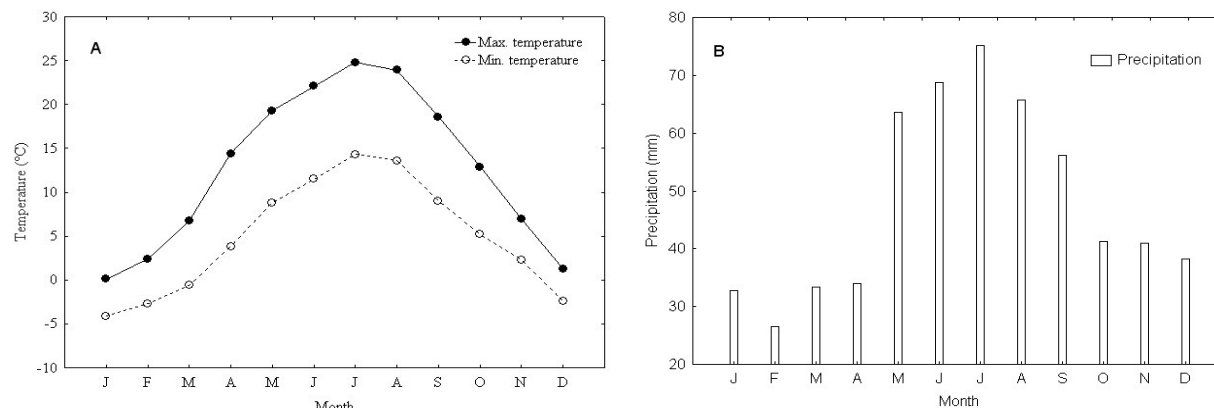 A
Max. temperature
Min. temperature
30
25
20
15
10
5
0
-5
-10
Temperature (°C)
J F M A M J J A S O N D
Month
B
Precipitation
80
70
60
50
40
30
20
Precipitation (mm)
J F M A M J J A S O N D
Month